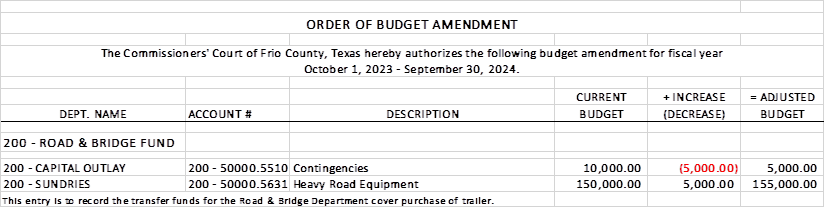 ORDER OF BUDGET AMENDMENT
The Commissioners' Court of Frio County, Texas hereby authorizes the following budget amendment for fiscal year
October 1, 2023 - September 30, 2024.
CURRENT + INCREASE = ADJUSTED
DEPT. NAME ACCOUNT # DESCRIPTION BUDGET (DECREASE) BUDGET
200 - ROAD & BRIDGE FUND
200 - CAPITAL OUTLAY 200 - 50000.5510 Contingencies 10,000.00 (5,000.00) 5,000.00
200 - SUNDRIES 200 - 50000.5631 Heavy Road Equipment 150,000.00 5,000.00 155,000.00
This entry is to record the transfer funds for the Road & Bridge Department cover purchase of trailer.